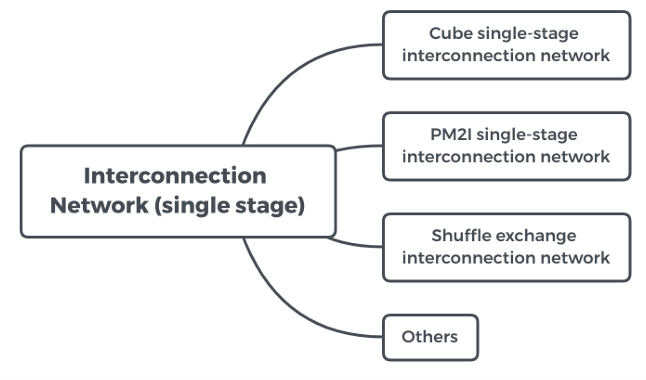 Interconnection
Network (single stage)
Cube single-stage
interconnection network
PM2I single-stage
interconnection network
Shuffle exchange
interconnection network
Others